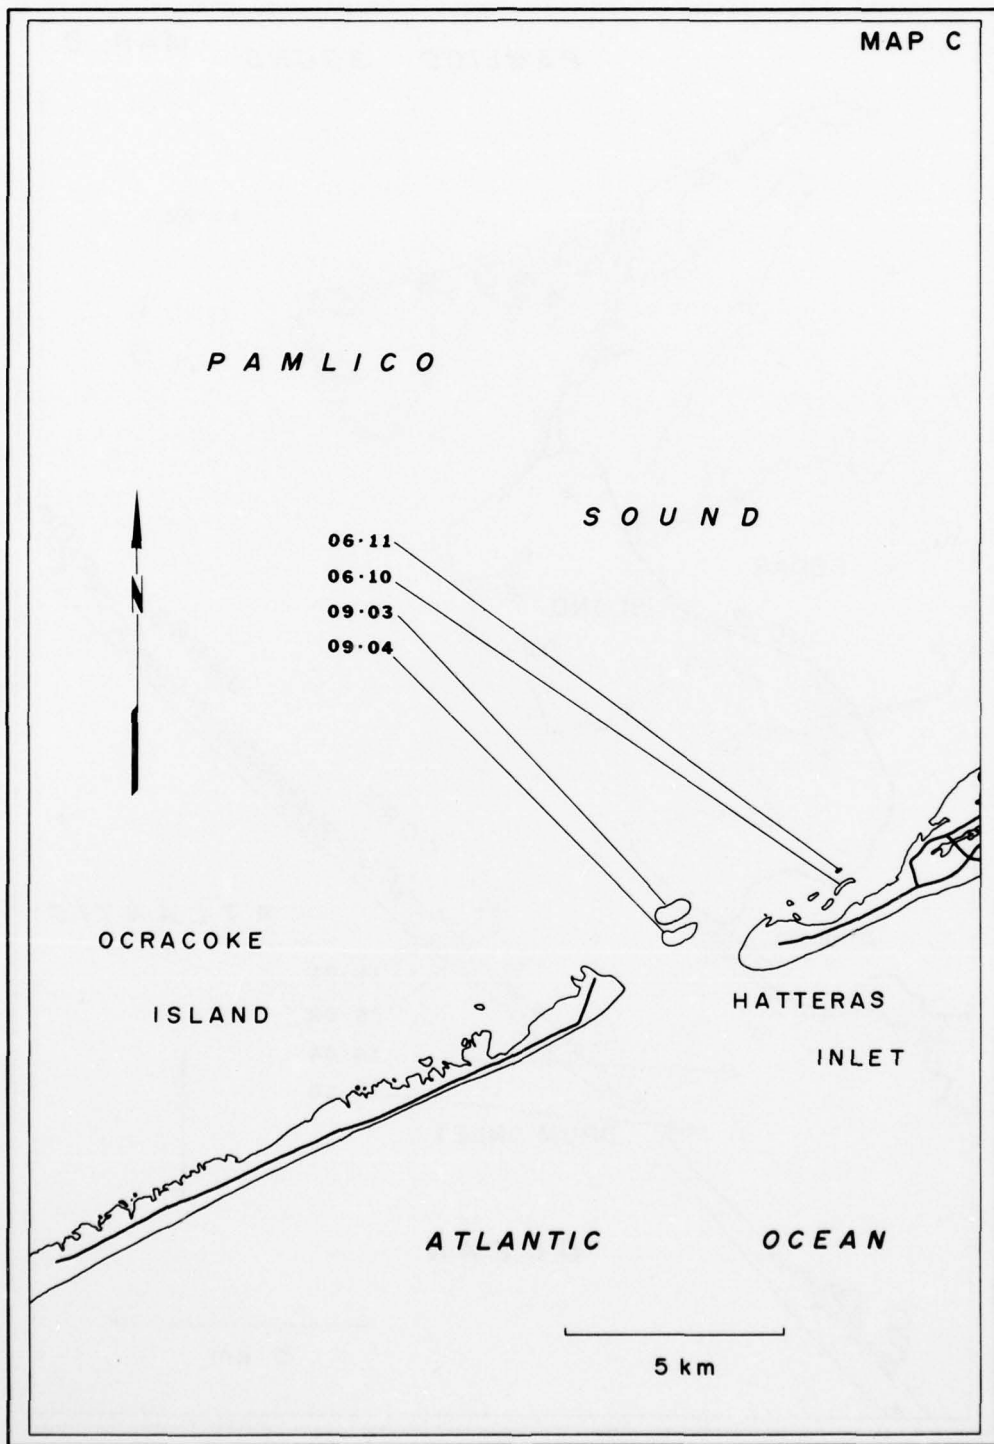 MAP C
PAMLICO
SOUND
06·11
06·10
09·03
09·04
N
OCRACOKE
ISLAND
HATTERAS
INLET
ATLANTIC OCEAN
5 km